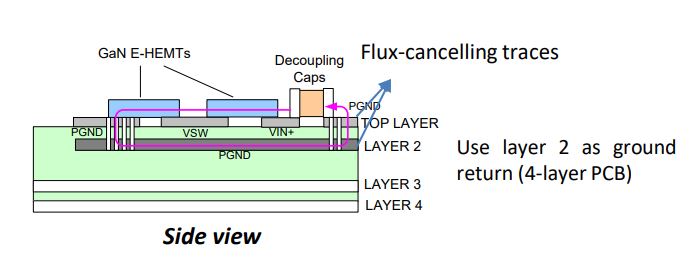 GaN E-HEMTs
Decoupling
Caps
Flux-cancelling traces
PGND
TOP LAYER
PGND
VSW
VIN+
LAYER 2
PGND
Use layer 2 as ground
return (4-layer PCB)
LAYER 3
LAYER 4
Side view